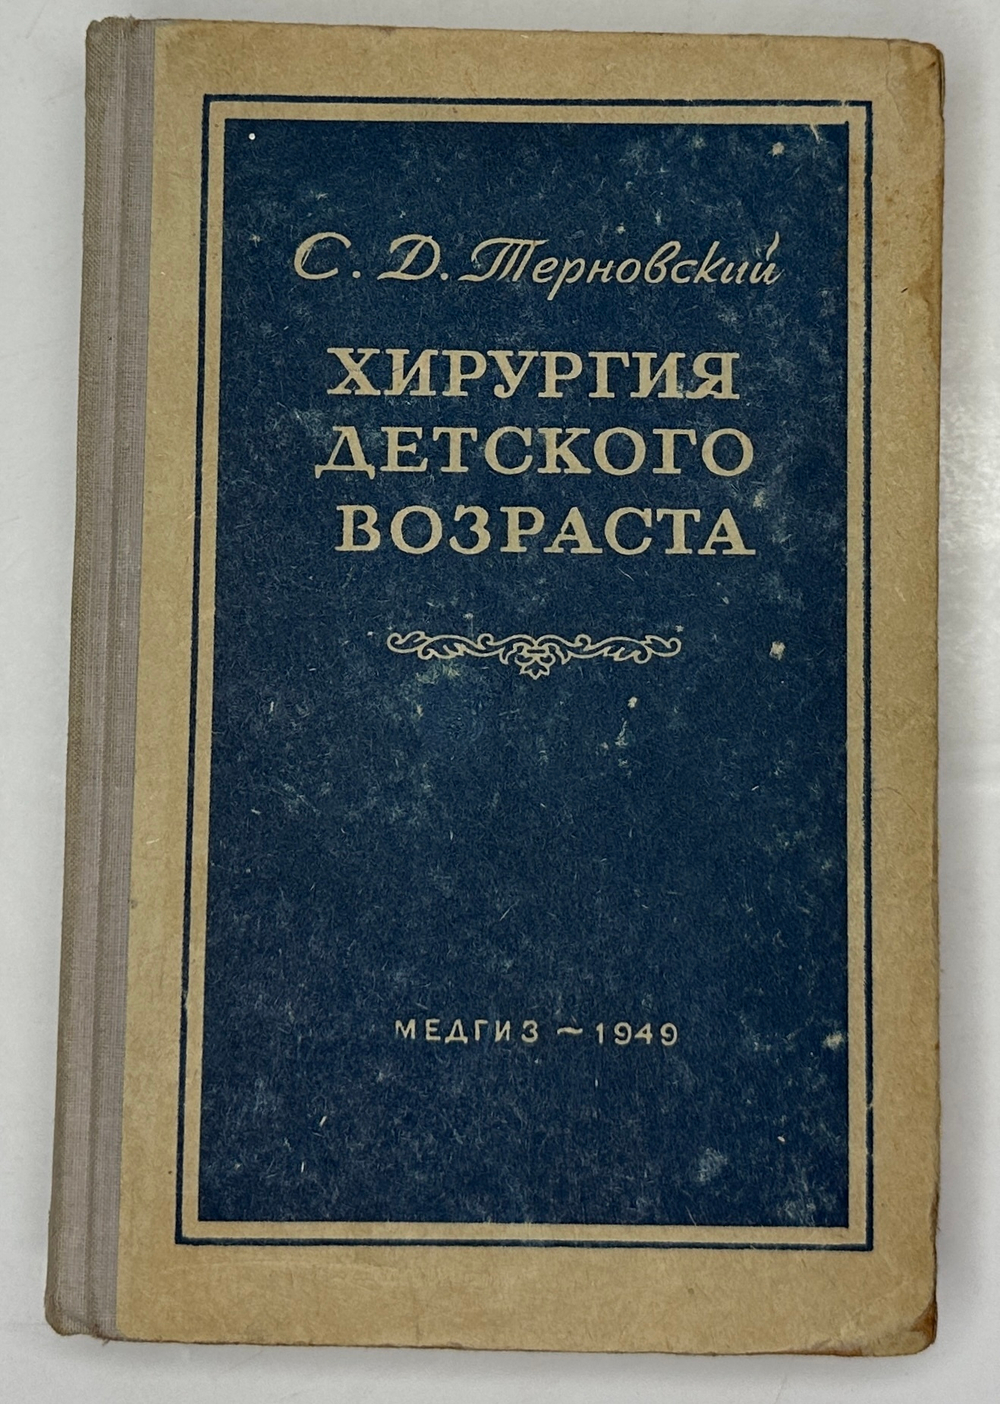 С. Д. Терновский
ХИРУРГИЯ
ДЕТСКОГО
ВОЗРАСТА
МЕДГИЗ ~ 1949